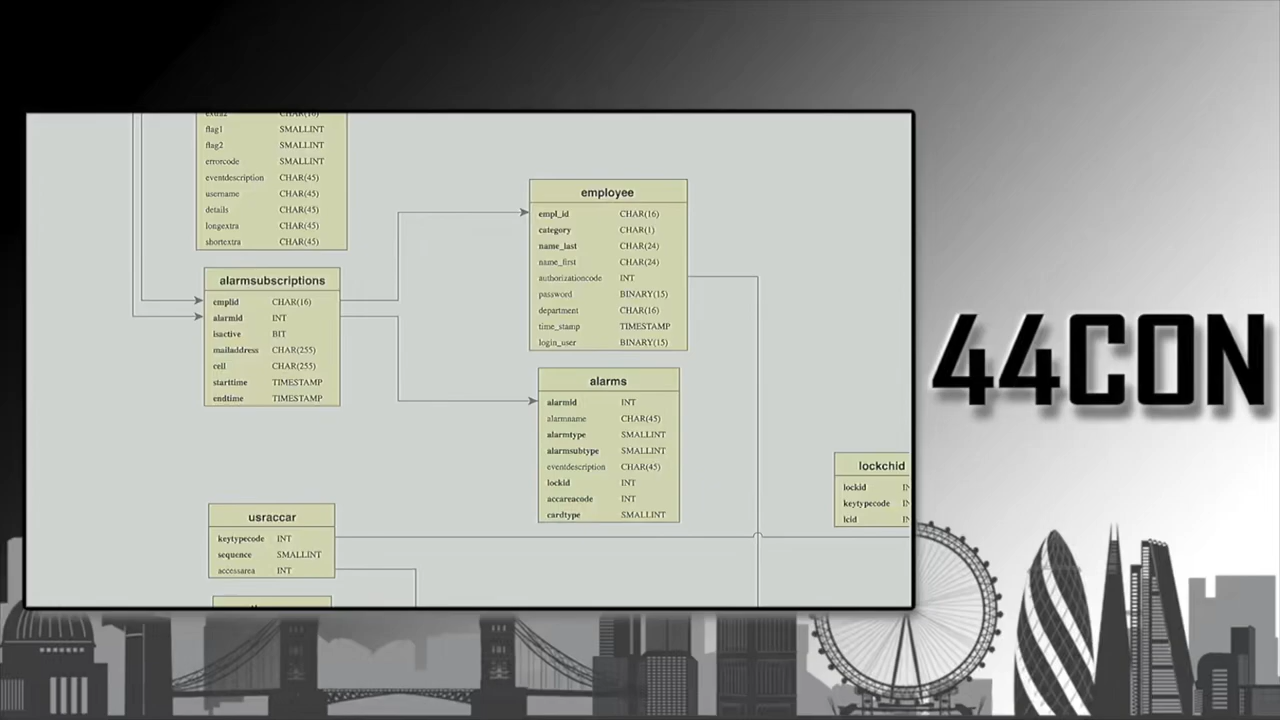 extra2 CHAR(16)
flag1 SMALLINT
flag2 SMALLINT
errorcode SMALLINT
eventdescription CHAR(45)
username CHAR(45)
details CHAR(45)
longextra CHAR(45)
shortextra CHAR(45)
alarmsubscriptions
emplid CHAR(16)
alarmid INT
isactive BIT
mailaddress CHAR(255)
cell CHAR(255)
starttime TIMESTAMP
endtime TIMESTAMP
employee
empl_id CHAR(16)
category CHAR(1)
name_last CHAR(24)
name_first CHAR(24)
authorizationcode INT
password BINARY(15)
department CHAR(16)
time_stamp TIMESTAMP
login_user BINARY(15)
alarms
alarmid INT
alarmname CHAR(45)
alarmtype SMALLINT
alarmsubtype SMALLINT
eventdescription CHAR(45)
lockid INT
accareacode INT
cardtype SMALLINT
usraccar
keytypecode INT
sequence SMALLINT
accessarea INT
lockchid
lockid
keytypecode
lcid
44CON